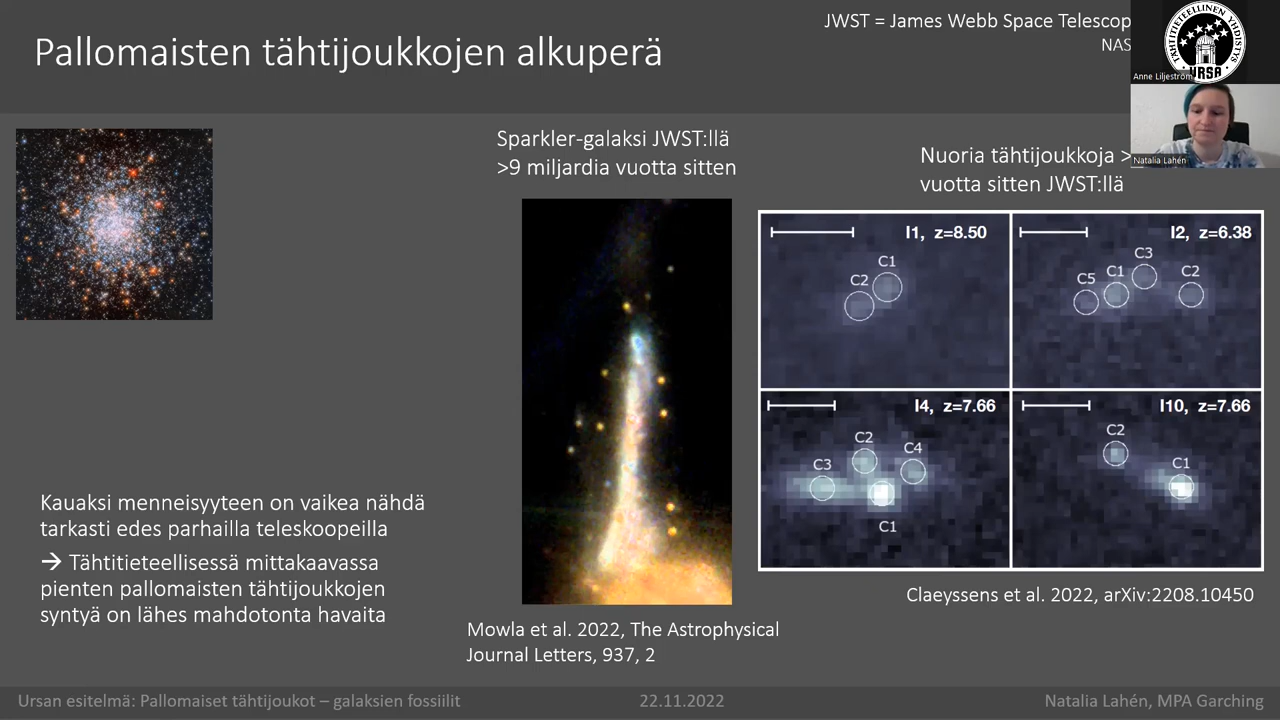 Pallomaisten tähtijoukkojen alkuperä
JWST = James Webb Space Telescop
NAS
TÄHTITIETEELLINEN YHDISTYS
URSA
Anne Liljeström
Natalia Lahén
Sparkler-galaksi JWST:llä
>9 miljardia vuotta sitten
Nuoria tähtijoukkoja >
vuotta sitten JWST:llä
I1, z=8.50
C1
C2
I2, z=6.38
C3
C5 C1 C2
I4, z=7.66
C2
C4
C3
C1
I10, z=7.66
C2
C1
Kauaksi menneisyyteen on vaikea nähdä
tarkasti edes parhailla teleskoopeilla
→ Tähtitieteellisessä mittakaavassa
pienten pallomaisten tähtijoukkojen
syntyä on lähes mahdotonta havaita
Mowla et al. 2022, The Astrophysical
Journal Letters, 937, 2
Claeyssens et al. 2022, arXiv:2208.10450
Ursan esitelmä: Pallomaiset tähtijoukot – galaksien fossiilit
22.11.2022
Natalia Lahén, MPA Garching